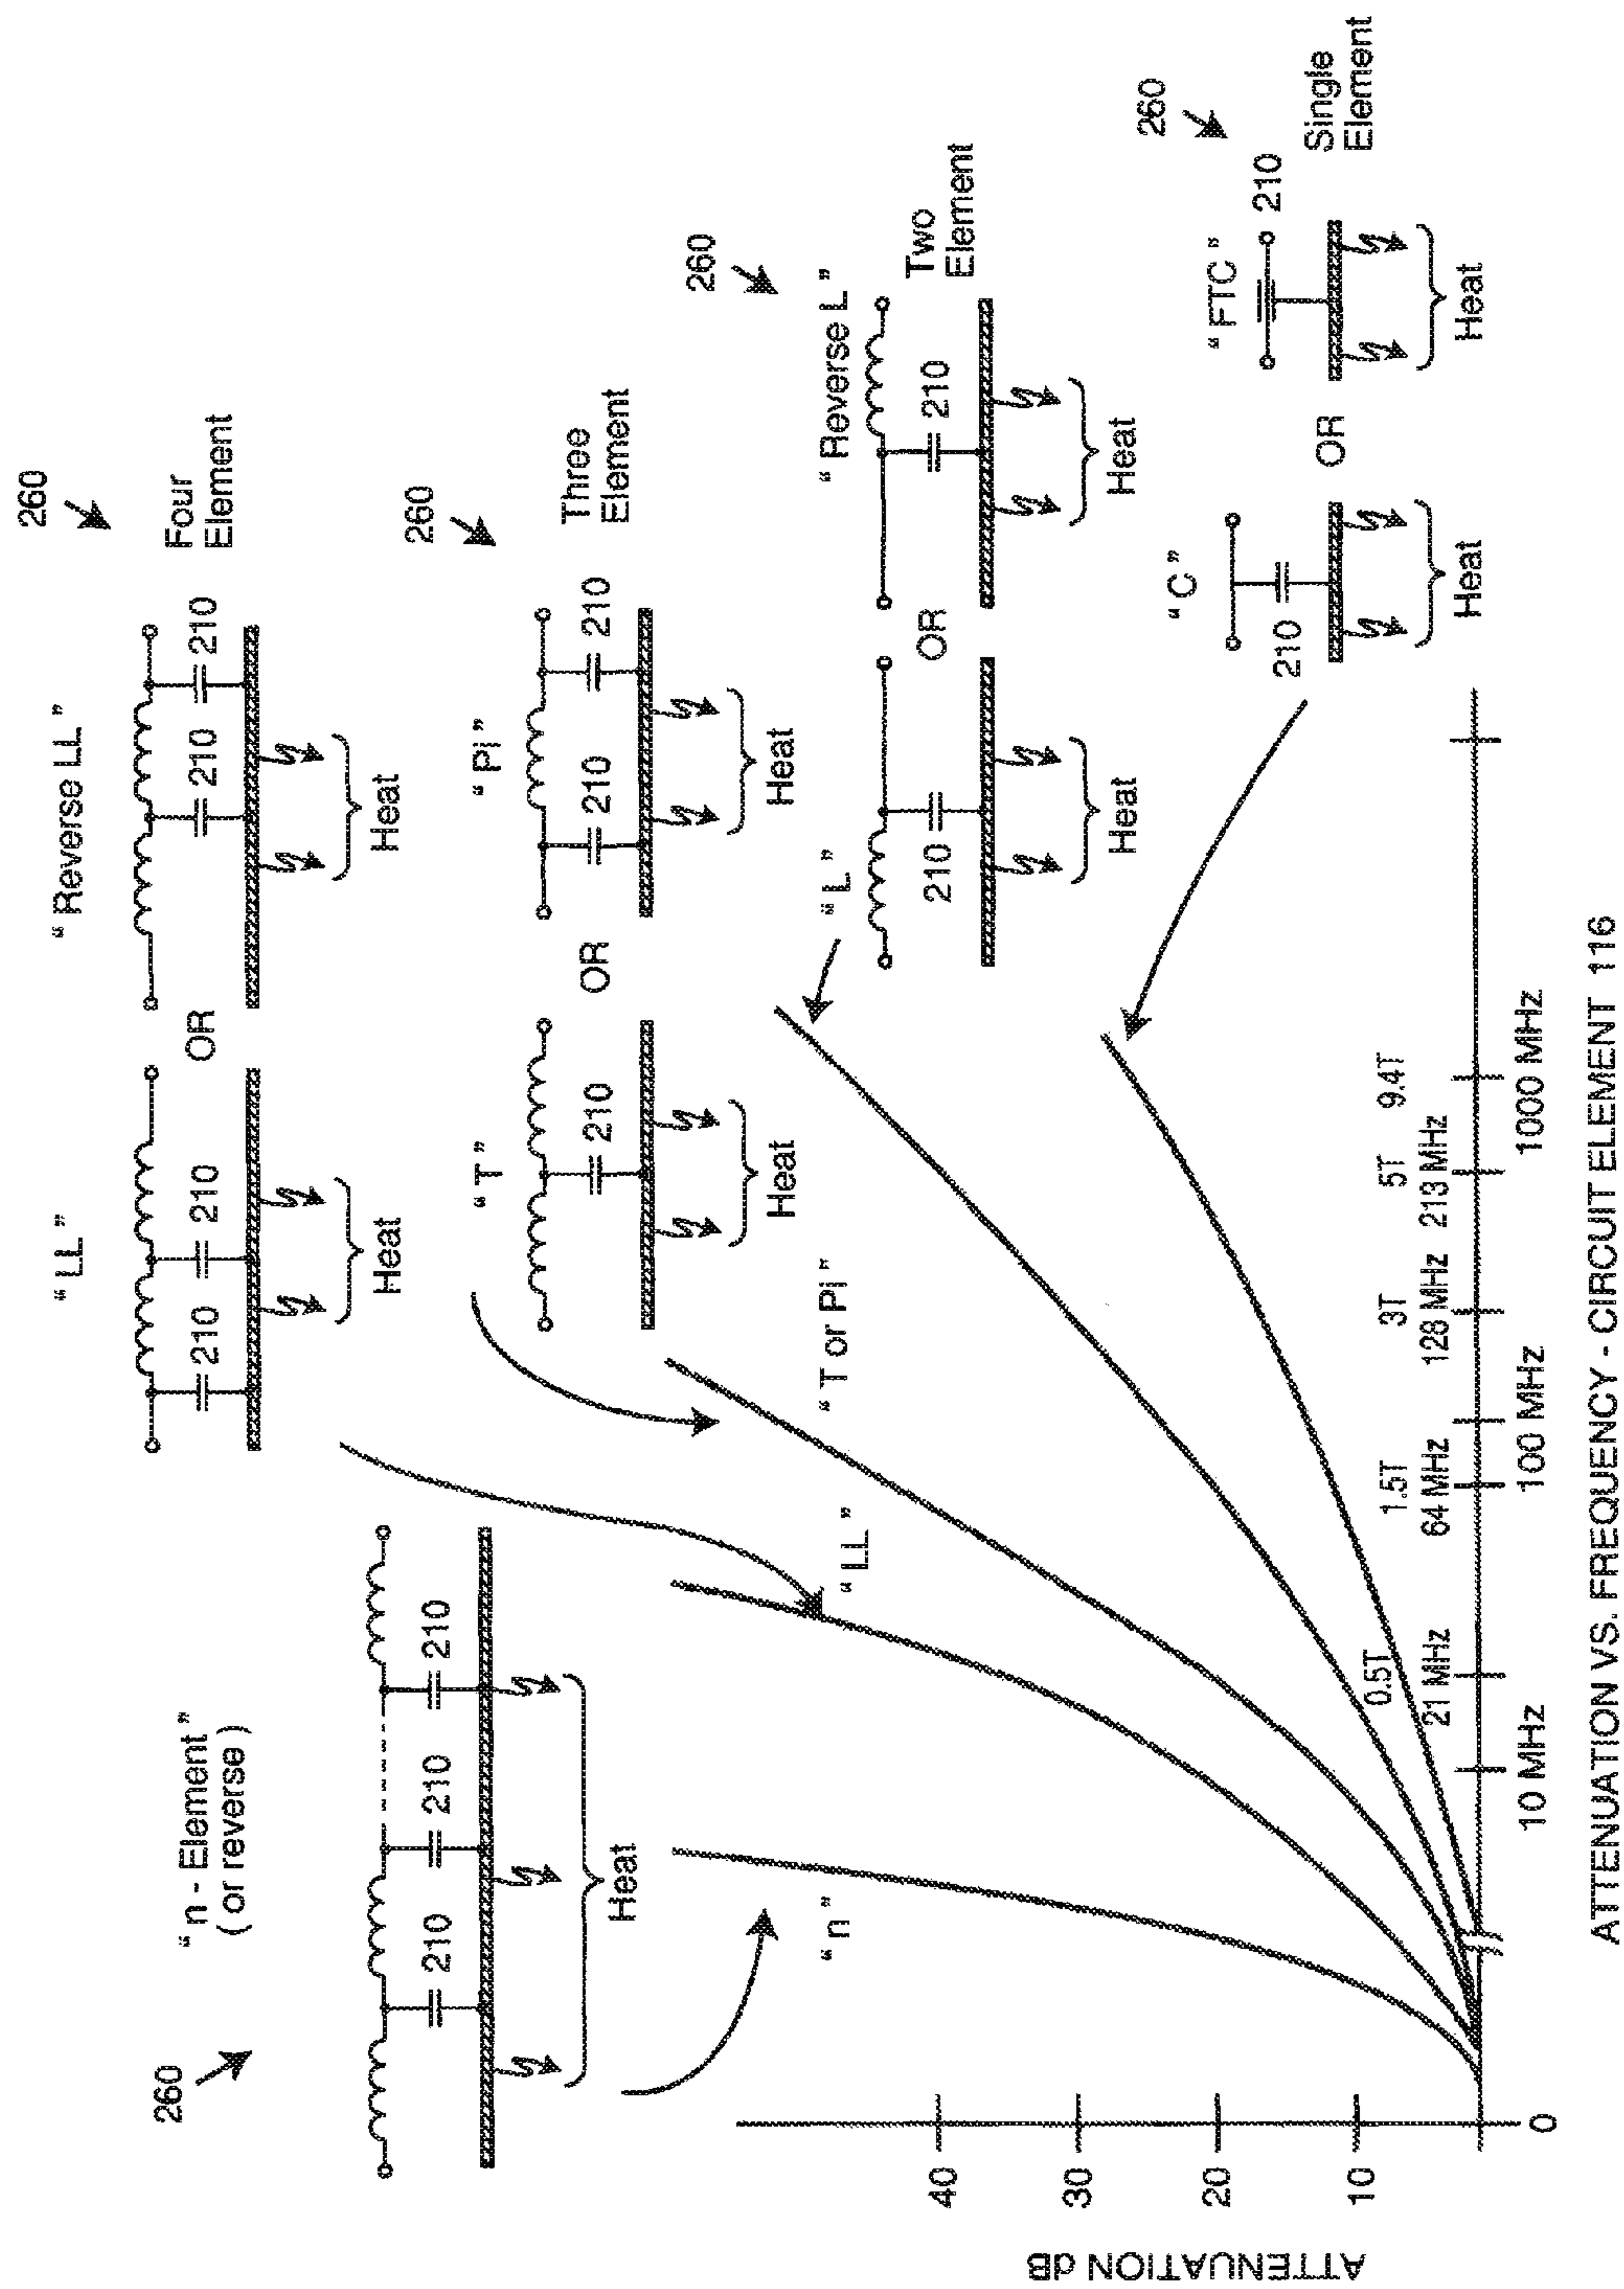 260
"n - Element"
( or reverse )
210
210
210
Heat
"LL"
210
210
Heat
OR
"Reverse LL"
210
210
Heat
Four
Element
260
"T"
210
Heat
OR
"Pi"
210
210
Heat
Three
Element
260
"L"
210
Heat
OR
"Reverse L"
210
Heat
Two
Element
260
"C"
210
Heat
OR
"FTC"
210
Heat
Single
Element
260
"n"
"LL"
"T or Pi"
ATTENUATION dB
40
30
20
10
0
0.5T
21 MHz
1.5T
64 MHz
3T
128 MHz
5T
213 MHz
9.4T
10 MHz
100 MHz
1000 MHz
ATTENUATION VS. FREQUENCY - CIRCUIT ELEMENT 116